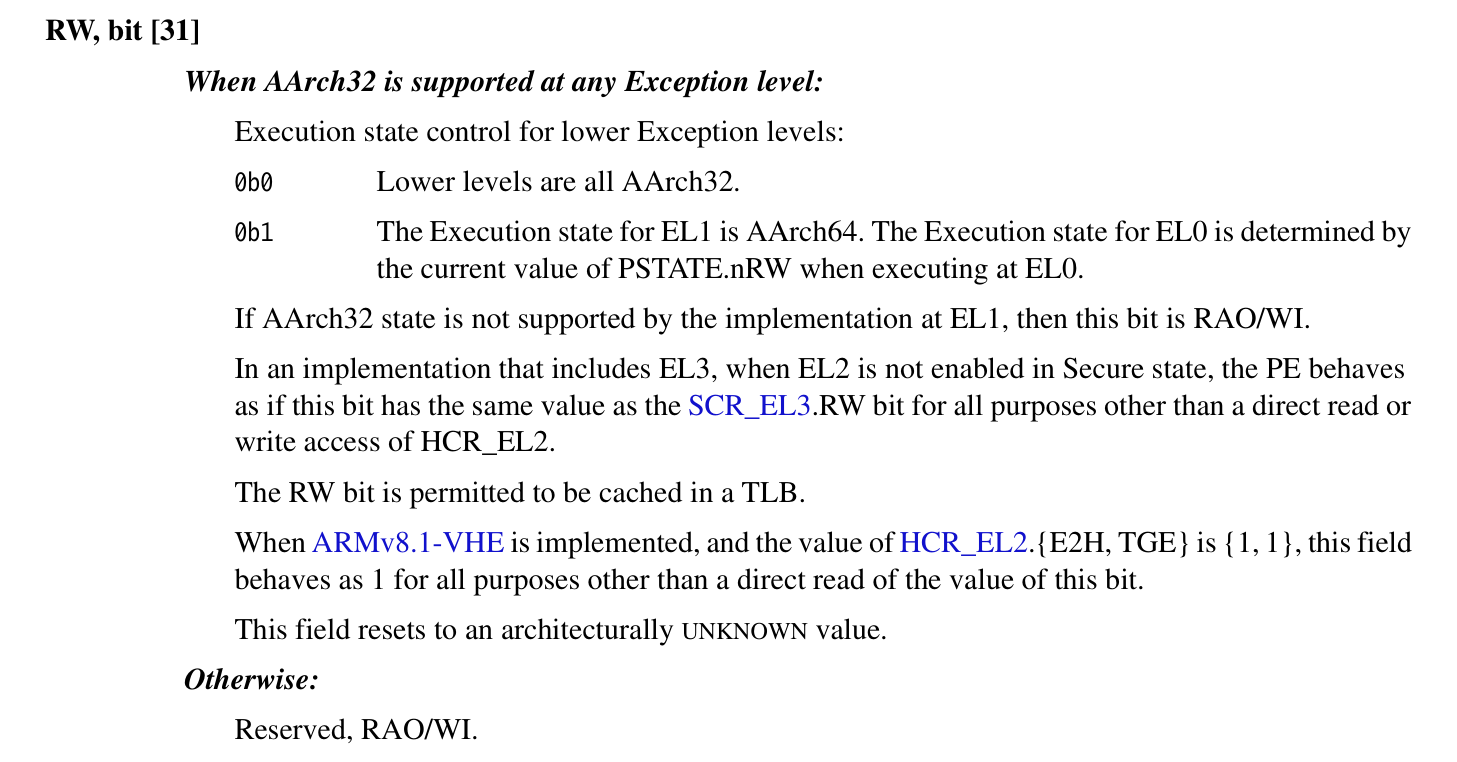 RW, bit [31]
When AArch32 is supported at any Exception level:
Execution state control for lower Exception levels:
0b0 Lower levels are all AArch32.
0b1 The Execution state for EL1 is AArch64. The Execution state for EL0 is determined by
the current value of PSTATE.nRW when executing at EL0.
If AArch32 state is not supported by the implementation at EL1, then this bit is RAO/WI.
In an implementation that includes EL3, when EL2 is not enabled in Secure state, the PE behaves
as if this bit has the same value as the SCR_EL3.RW bit for all purposes other than a direct read or
write access of HCR_EL2.
The RW bit is permitted to be cached in a TLB.
When ARMv8.1-VHE is implemented, and the value of HCR_EL2.{E2H, TGE} is {1, 1}, this field
behaves as 1 for all purposes other than a direct read of the value of this bit.
This field resets to an architecturally UNKNOWN value.
Otherwise:
Reserved, RAO/WI.